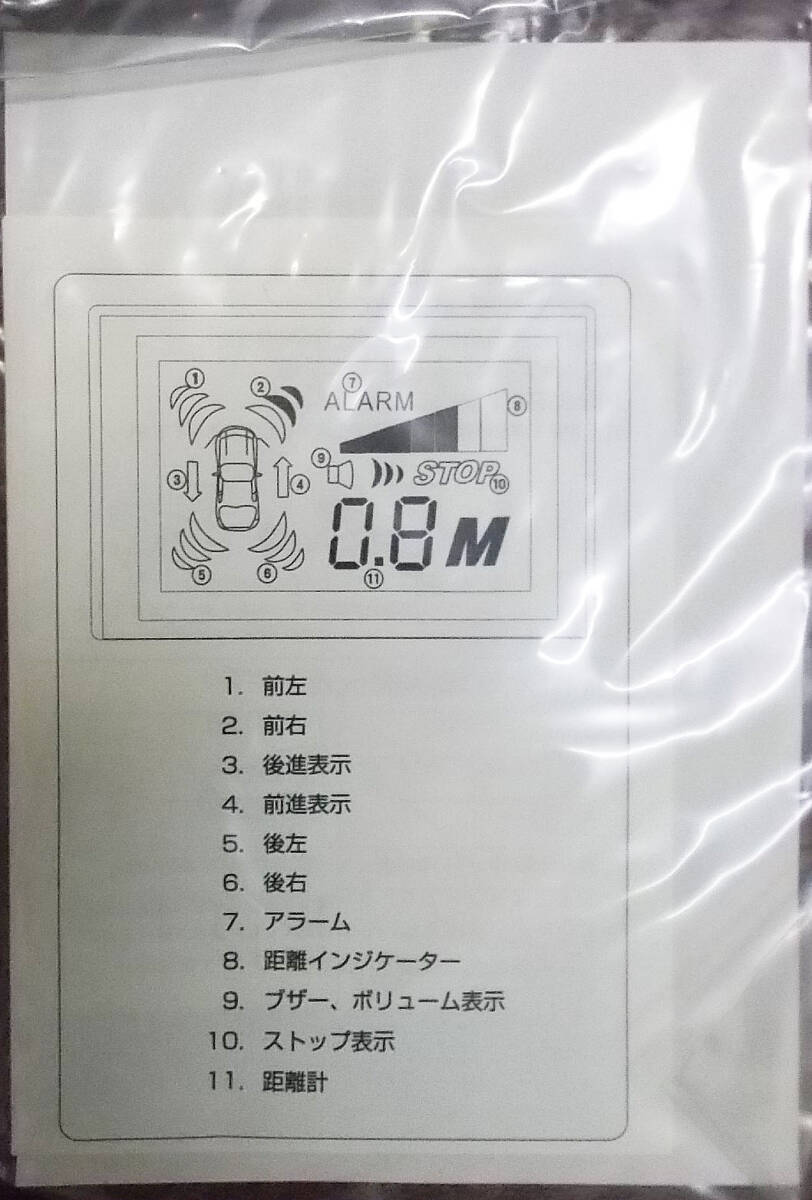 ① ② ⑦
ALARM ⑧
③ ④ ⑨ STOP ⑩
0.8 M
⑤ ⑥ ⑪
1. 前左
2. 前右
3. 後進表示
4. 前進表示
5. 後左
6. 後右
7. アラーム
8. 距離インジケーター
9. ブザー、ボリューム表示
10. ストップ表示
11. 距離計